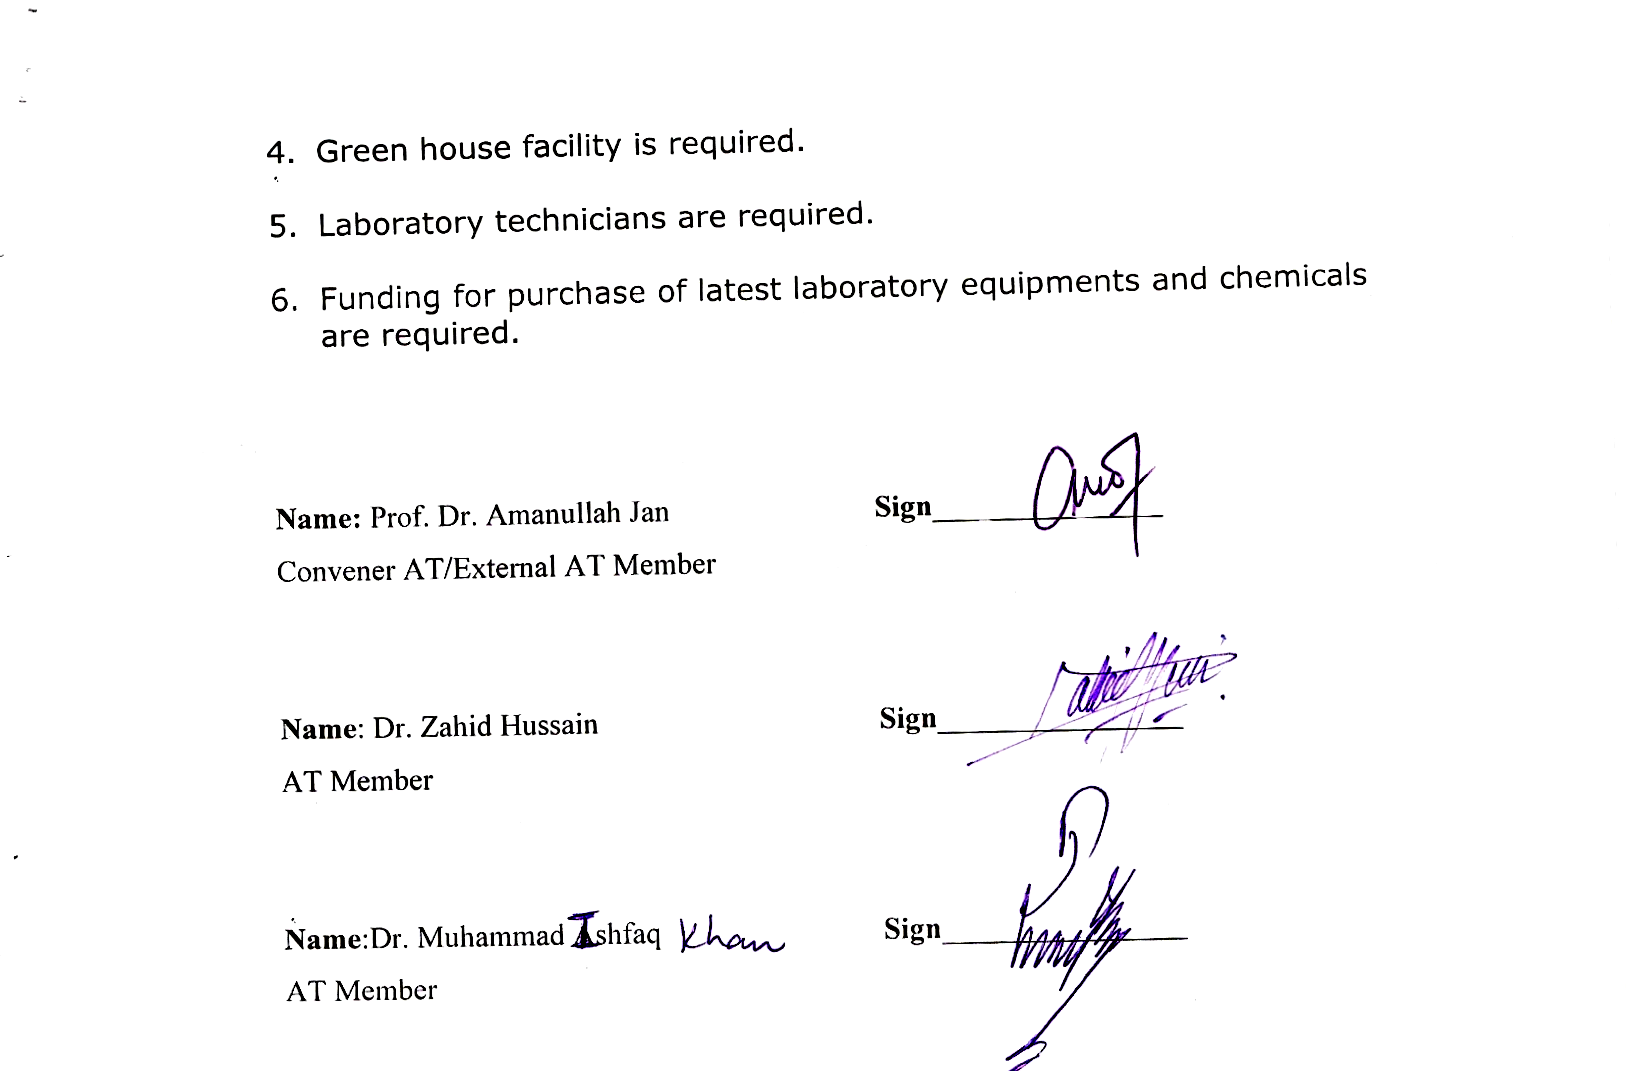 4. Green house facility is required.
5. Laboratory technicians are required.
6. Funding for purchase of latest laboratory equipments and chemicals
are required.
Name: Prof. Dr. Amanullah Jan Sign
Convener AT/External AT Member
Name: Dr. Zahid Hussain Sign
AT Member
Name:Dr. Muhammad Ishfaq Khan Sign
AT Member